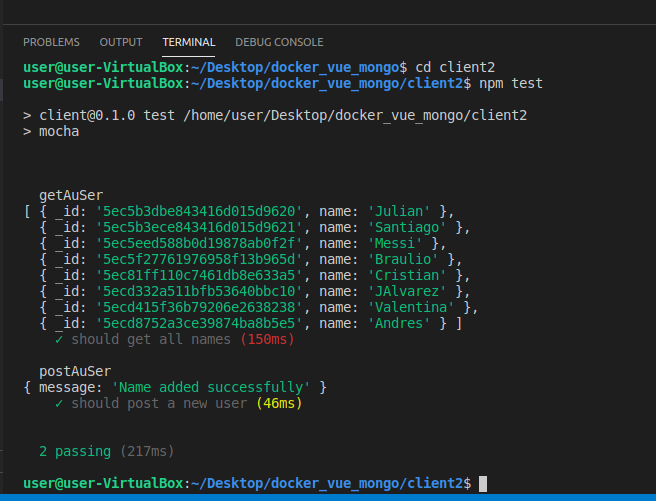 PROBLEMS OUTPUT TERMINAL DEBUG CONSOLE
user@user-VirtualBox:~/Desktop/docker_vue_mongo$ cd client2
user@user-VirtualBox:~/Desktop/docker_vue_mongo/client2$ npm test
> client@0.1.0 test /home/user/Desktop/docker_vue_mongo/client2
> mocha
getAuSer
[ { _id: '5ec5b3dbe843416d015d9620', name: 'Julian' },
{ _id: '5ec5b3ece843416d015d9621', name: 'Santiago' },
{ _id: '5ec5eed588b0d19878ab0f2f', name: 'Messi' },
{ _id: '5ec5f27761976958f13b965d', name: 'Braulio' },
{ _id: '5ec81ff110c7461db8e633a5', name: 'Cristian' },
{ _id: '5ecd332a511bfb53640bbc10', name: 'JAlvarez' },
{ _id: '5ecd415f36b79206e2638238', name: 'Valentina' },
{ _id: '5ecd8752a3ce39874ba8b5e5', name: 'Andres' } ]
✓ should get all names (150ms)
postAuSer
{ message: 'Name added successfully' }
✓ should post a new user (46ms)
2 passing (217ms)
user@user-VirtualBox:~/Desktop/docker_vue_mongo/client2$